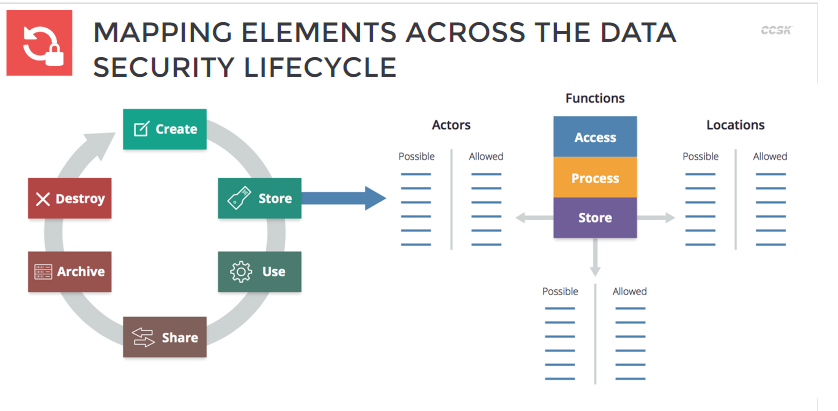 MAPPING ELEMENTS ACROSS THE DATA
SECURITY LIFECYCLE
CCSK
Create
Store
Use
Share
Archive
Destroy
Actors
Possible
Allowed
Functions
Access
Process
Store
Possible
Allowed
Locations
Possible
Allowed